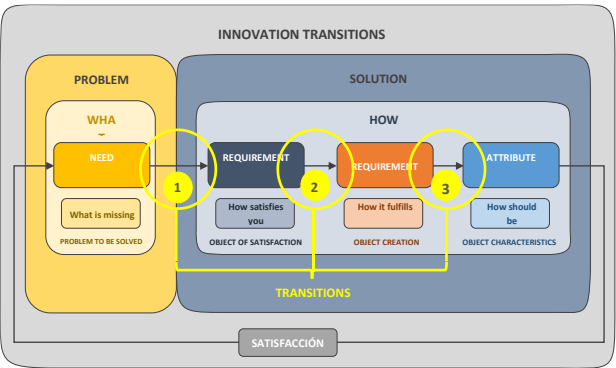 INNOVATION TRANSITIONS
PROBLEM
SOLUTION
WHA
HOW
NEED
REQUIREMENT
REQUIREMENT
ATTRIBUTE
1
2
3
What is missing
How satisfies
you
How it fulfills
How should
be
PROBLEM TO BE SOLVED
OBJECT OF SATISFACTION
OBJECT CREATION
OBJECT CHARACTERISTICS
TRANSITIONS
SATISFACCIÓN